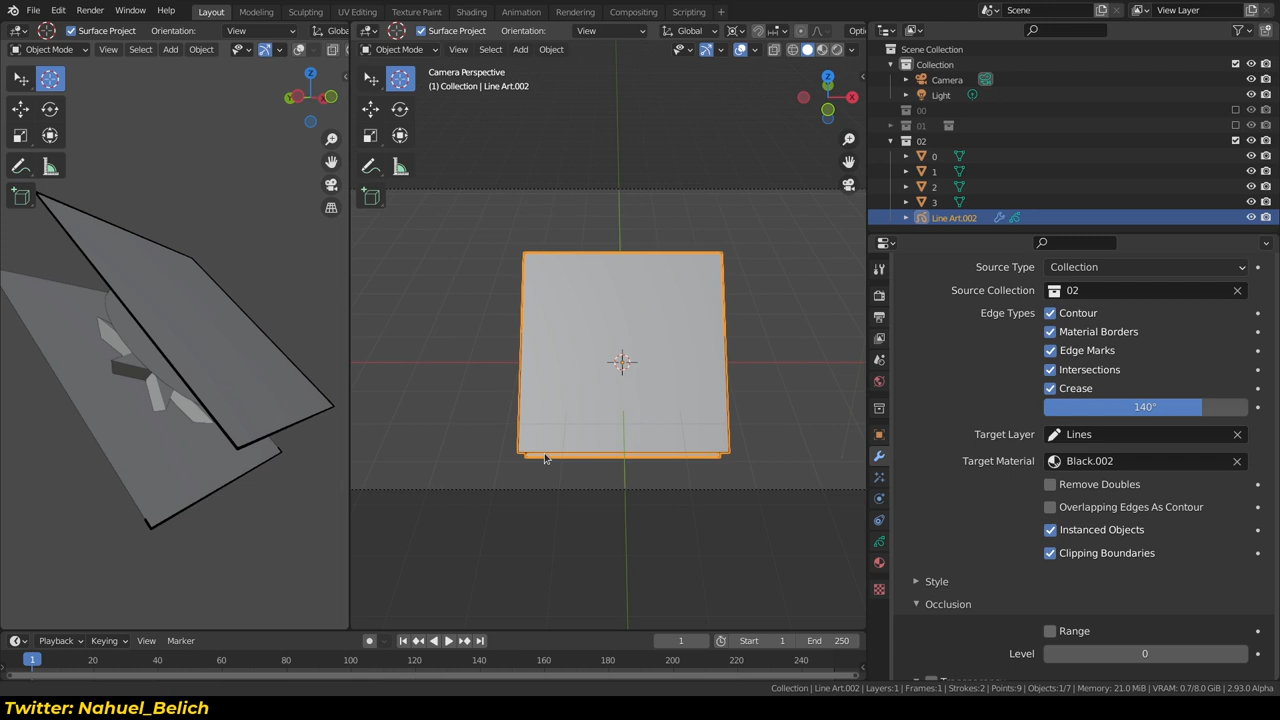 File Edit Render Window Help Layout Modeling Sculpting UV Editing Texture Paint Shading Animation Rendering Compositing Scripting + Scene View Layer
Surface Project Orientation: View Globa
Surface Project Orientation: View Global Opti
Object Mode View Select Add Object
Object Mode View Select Add Object
Camera Perspective
(1) Collection | Line Art.002
Z
Y
X
Z
X
Scene Collection
Collection
Camera
Light
00
01
02
0
1
2
3
Line Art.002
Source Type Collection
Source Collection 02
Edge Types Contour
Material Borders
Edge Marks
Intersections
Crease
140°
Target Layer Lines
Target Material Black.002
Remove Doubles
Overlapping Edges As Contour
Instanced Objects
Clipping Boundaries
Style
Occlusion
Range
Level 0
Playback Keying View Marker 1 Start 1 End 250
1 20 40 60 80 100 120 140 160 180 200 220 240
Collection | Line Art.002 | Layers:1 | Frames:1 | Strokes:2 | Points:9 | Objects:1/7 | Memory: 21.0 MiB | VRAM: 0.7/8.0 GiB | 2.93.0 Alpha
Twitter: Nahuel_Belich